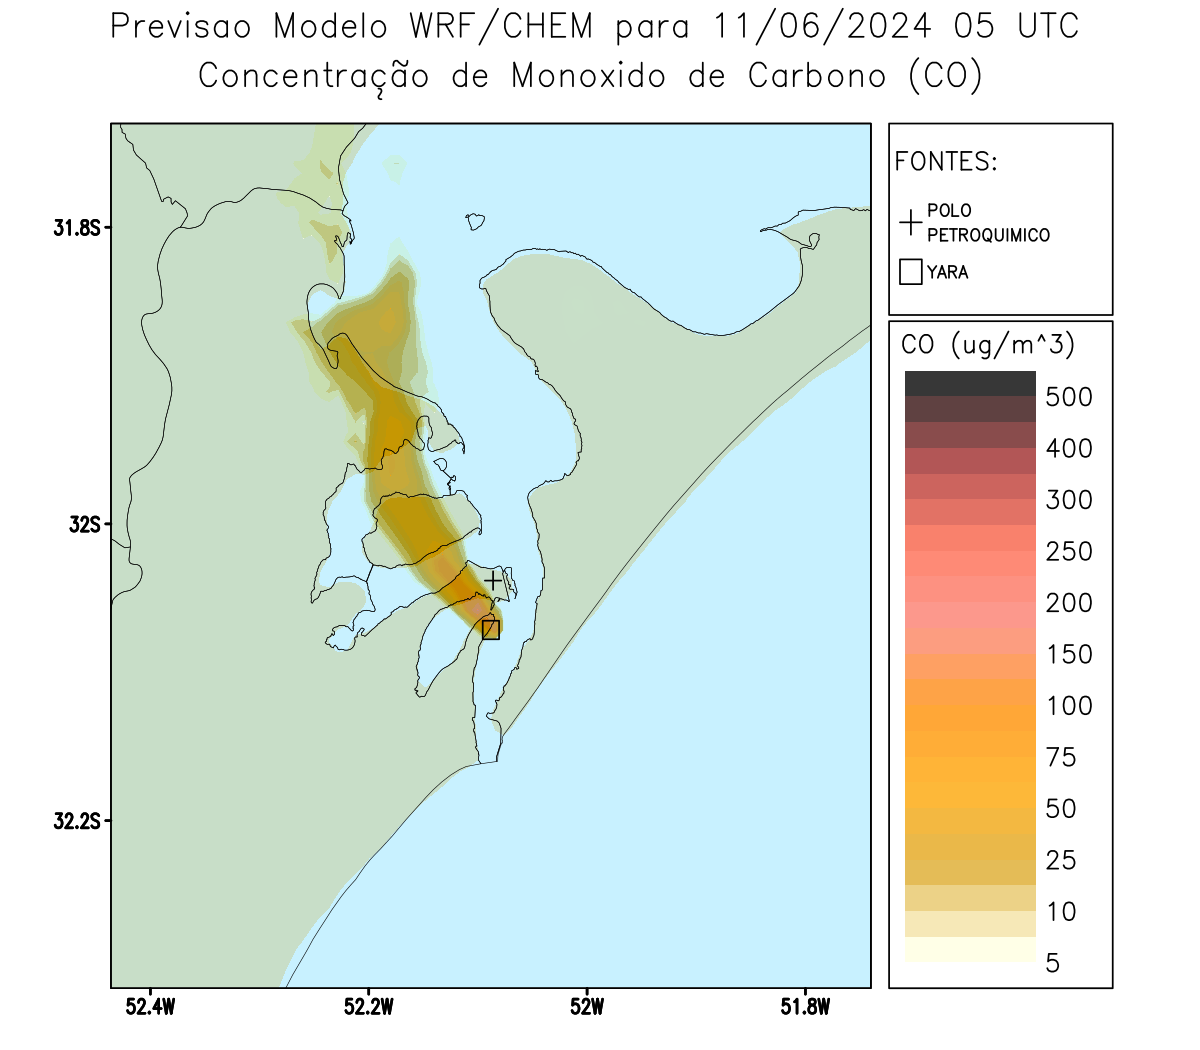 Previsao Modelo WRF/CHEM para 11/06/2024 05 UTC
Concentração de Monoxido de Carbono (CO)
FONTES:
POLO
PETROQUIMICO
YARA
CO (ug/m^3)
500
400
300
250
200
150
100
75
50
25
10
5
31.8S
32S
32.2S
52.4W
52.2W
52W
51.8W